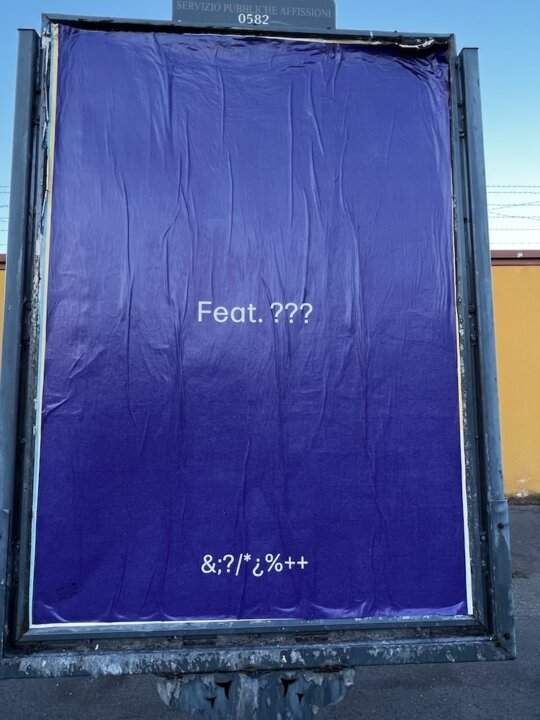 SERVIZIO PUBBLICHE AFFISSIONI
0582
Feat. ???
&;?/*¿%++